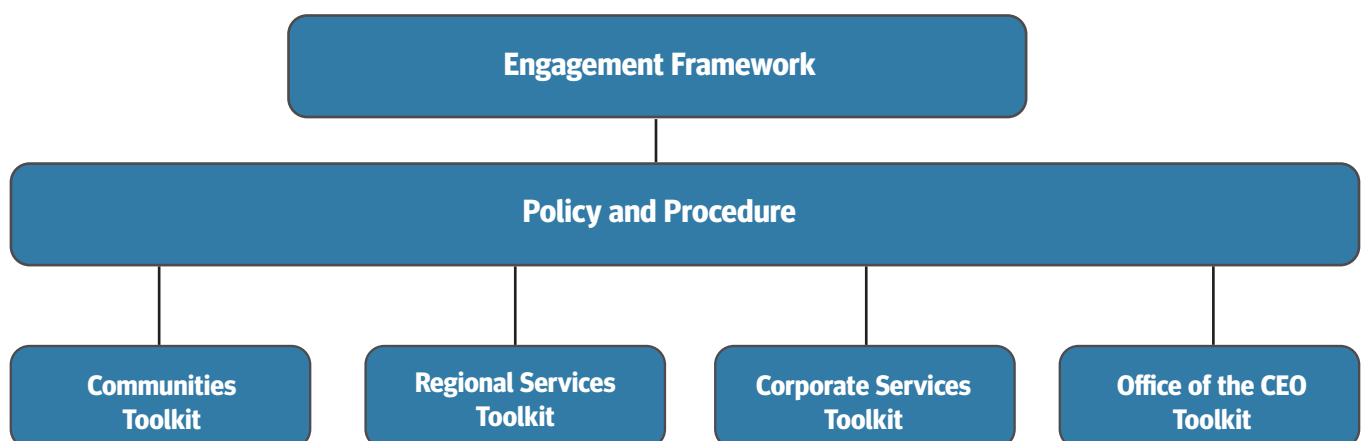 Engagement Framework
Policy and Procedure
Communities
Toolkit
Regional Services
Toolkit
Corporate Services
Toolkit
Office of the CEO
Toolkit